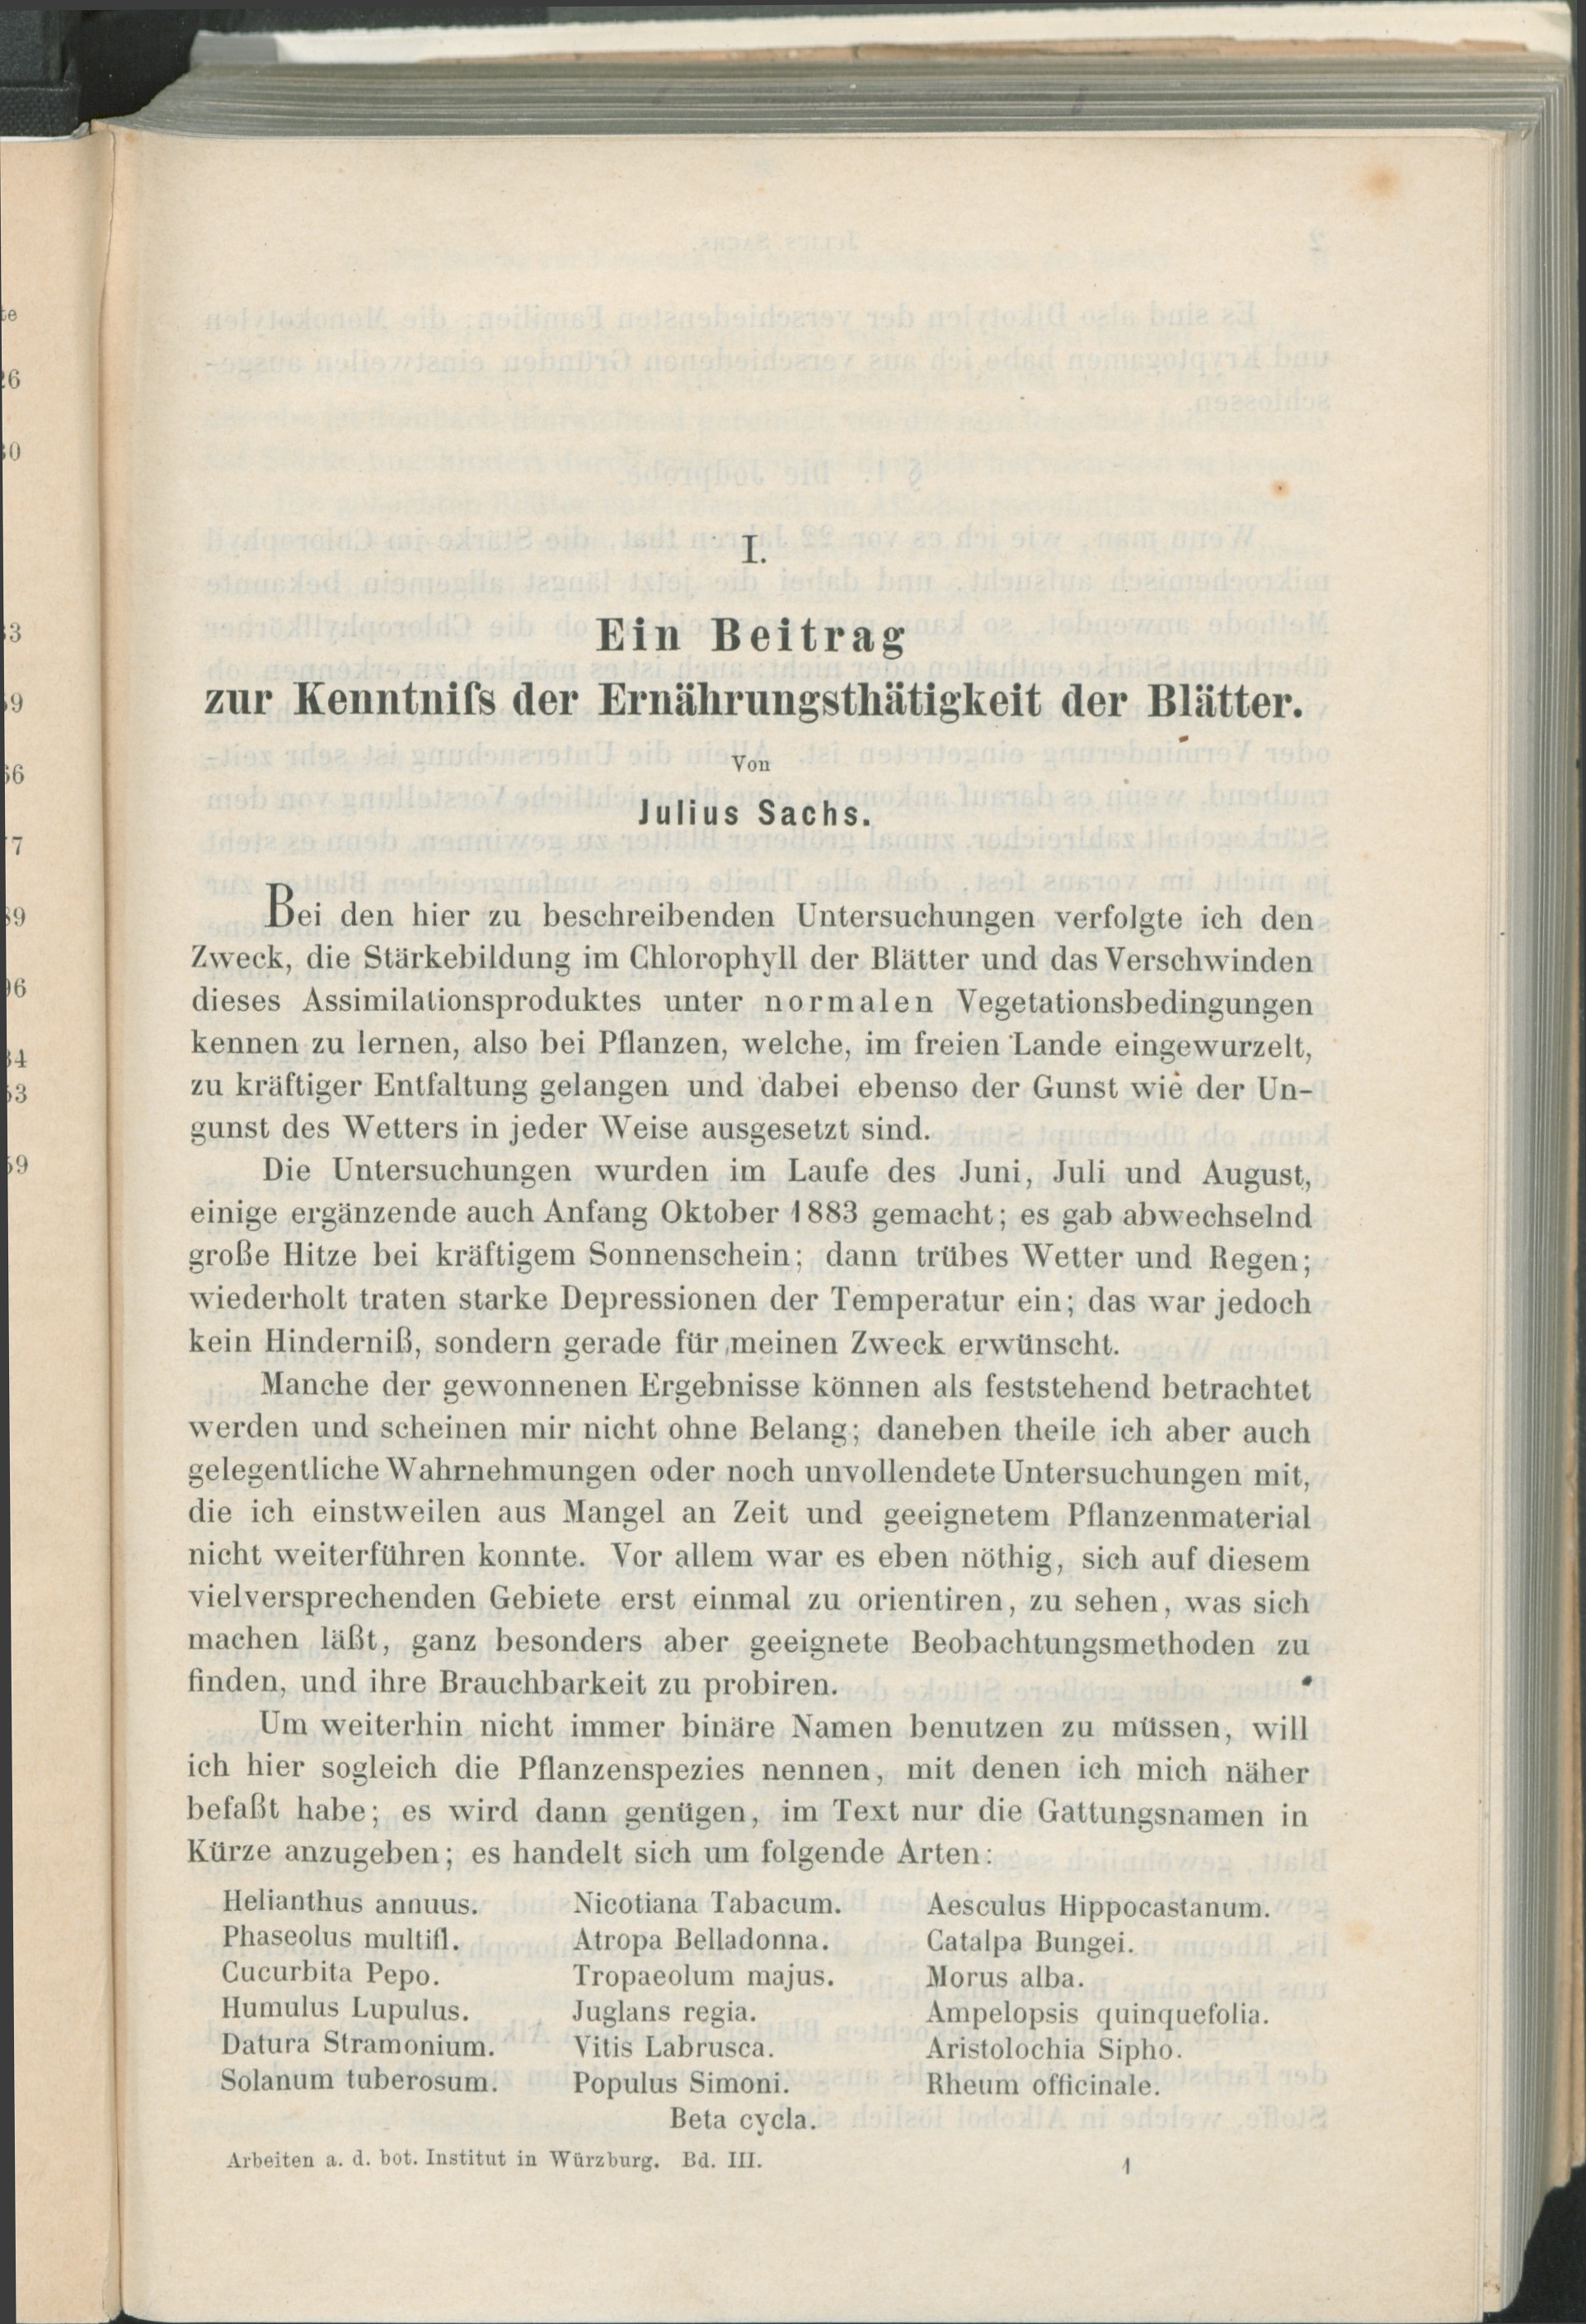 I.
Ein Beitrag
zur Kenntniſs der Ernährungsthätigkeit der Blätter.
Von
Julius Sachs.
Bei den hier zu beschreibenden Untersuchungen verfolgte ich den
Zweck, die Stärkebildung im Chlorophyll der Blätter und das Verschwinden
dieses Assimilationsproduktes unter normalen Vegetationsbedingungen
kennen zu lernen, also bei Pflanzen, welche, im freien Lande eingewurzelt,
zu kräftiger Entfaltung gelangen und dabei ebenso der Gunst wie der Un-
gunst des Wetters in jeder Weise ausgesetzt sind.
Die Untersuchungen wurden im Laufe des Juni, Juli und August,
einige ergänzende auch Anfang Oktober 1883 gemacht; es gab abwechselnd
große Hitze bei kräftigem Sonnenschein; dann trübes Wetter und Regen;
wiederholt traten starke Depressionen der Temperatur ein; das war jedoch
kein Hinderniß, sondern gerade für meinen Zweck erwünscht.
Manche der gewonnenen Ergebnisse können als feststehend betrachtet
werden und scheinen mir nicht ohne Belang; daneben theile ich aber auch
gelegentliche Wahrnehmungen oder noch unvollendete Untersuchungen mit,
die ich einstweilen aus Mangel an Zeit und geeignetem Pflanzenmaterial
nicht weiterführen konnte. Vor allem war es eben nöthig, sich auf diesem
vielversprechenden Gebiete erst einmal zu orientiren, zu sehen, was sich
machen läßt, ganz besonders aber geeignete Beobachtungsmethoden zu
finden, und ihre Brauchbarkeit zu probiren.
Um weiterhin nicht immer binäre Namen benutzen zu müssen, will
ich hier sogleich die Pflanzenspezies nennen, mit denen ich mich näher
befaßt habe; es wird dann genügen, im Text nur die Gattungsnamen in
Kürze anzugeben; es handelt sich um folgende Arten:
Helianthus annuus. Nicotiana Tabacum. Aesculus Hippocastanum.
Phaseolus multifl. Atropa Belladonna. Catalpa Bungei.
Cucurbita Pepo. Tropaeolum majus. Morus alba.
Humulus Lupulus. Juglans regia. Ampelopsis quinquefolia.
Datura Stramonium. Vitis Labrusca. Aristolochia Sipho.
Solanum tuberosum. Populus Simoni. Rheum officinale.
Beta cycla.
Arbeiten a. d. bot. Institut in Würzburg. Bd. III. 1